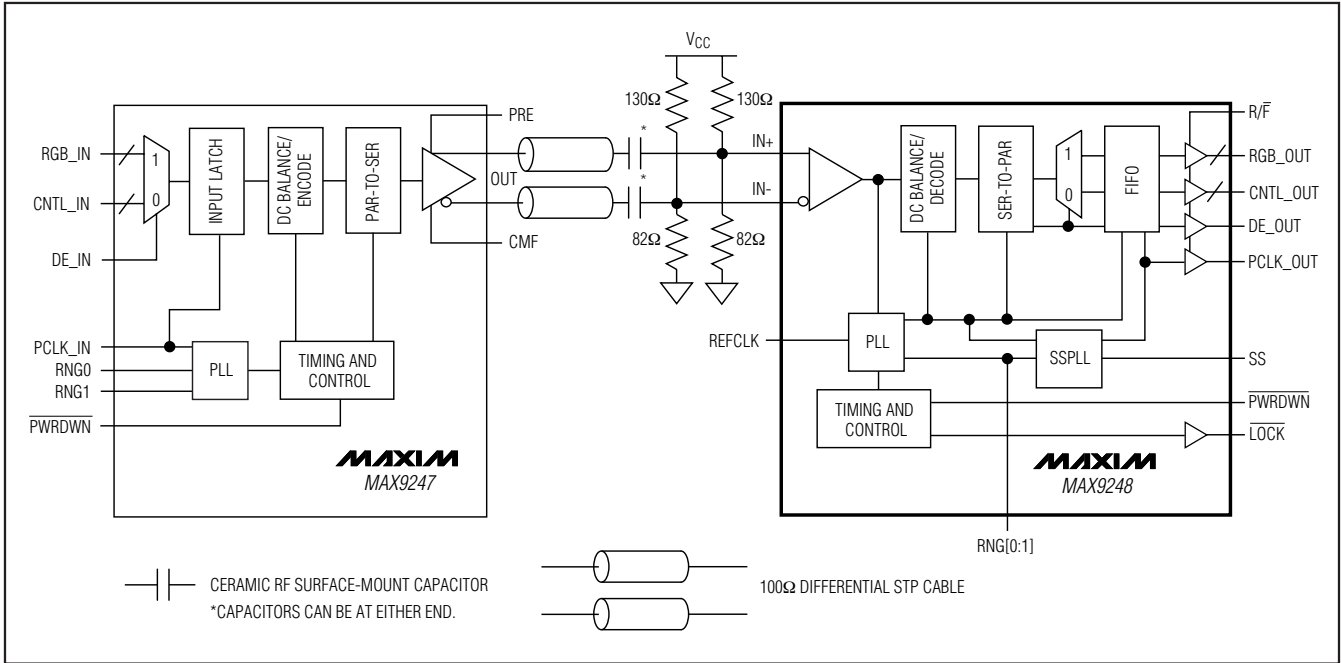 VCC
130Ω
130Ω
PRE
*
*
IN+
IN-
OUT
CMF
82Ω
82Ω
RGB_IN
CNTL_IN
DE_IN
PCLK_IN
RNG0
RNG1
PWRDWN
1
0
INPUT LATCH
DC BALANCE/
ENCODE
PAR-TO-SER
PLL
TIMING AND
CONTROL
MAXIM
MAX9247
DC BALANCE/
DECODE
SER-TO-PAR
1
0
FIFO
R/F̅
RGB_OUT
CNTL_OUT
DE_OUT
PCLK_OUT
REFCLK
PLL
SSPLL
SS
TIMING AND
CONTROL
PWRDWN
LOCK
MAXIM
MAX9248
RNG[0:1]
CERAMIC RF SURFACE-MOUNT CAPACITOR
*CAPACITORS CAN BE AT EITHER END.
100Ω DIFFERENTIAL STP CABLE